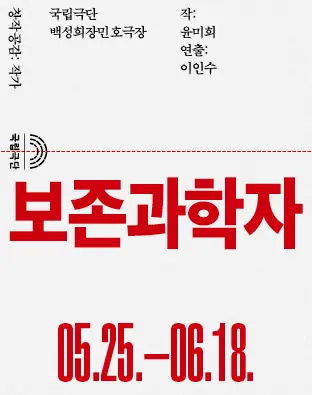 창작공감: 작가
국립극단
백성희장민호극장
작:
윤미희
연출:
이인수
국립극단
보존과학자
05.25.–06.18.